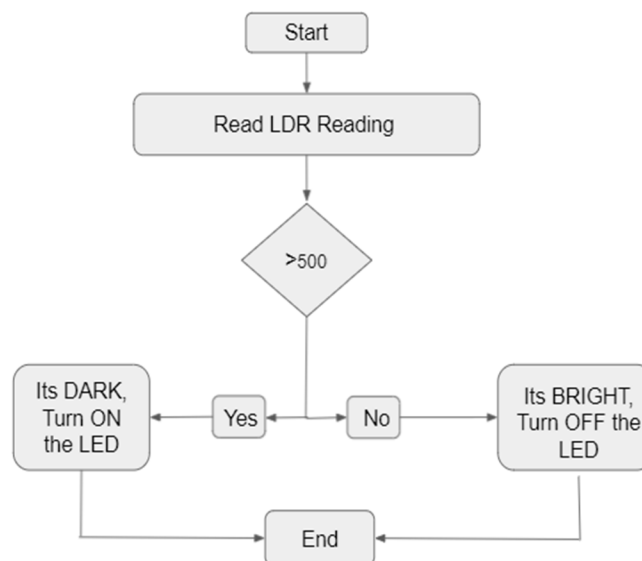 Start
Read LDR Reading
>500
Its DARK,
Turn ON
the LED
Yes
No
Its BRIGHT,
Turn OFF the
LED
End